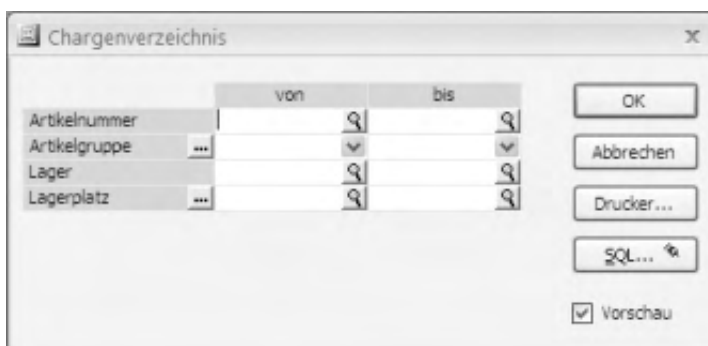 Chargenverzeichnis
von bis
Artikelnummer
Artikelgruppe ...
Lager
Lagerplatz ...
OK
Abbrechen
Drucker...
SQL...
Vorschau